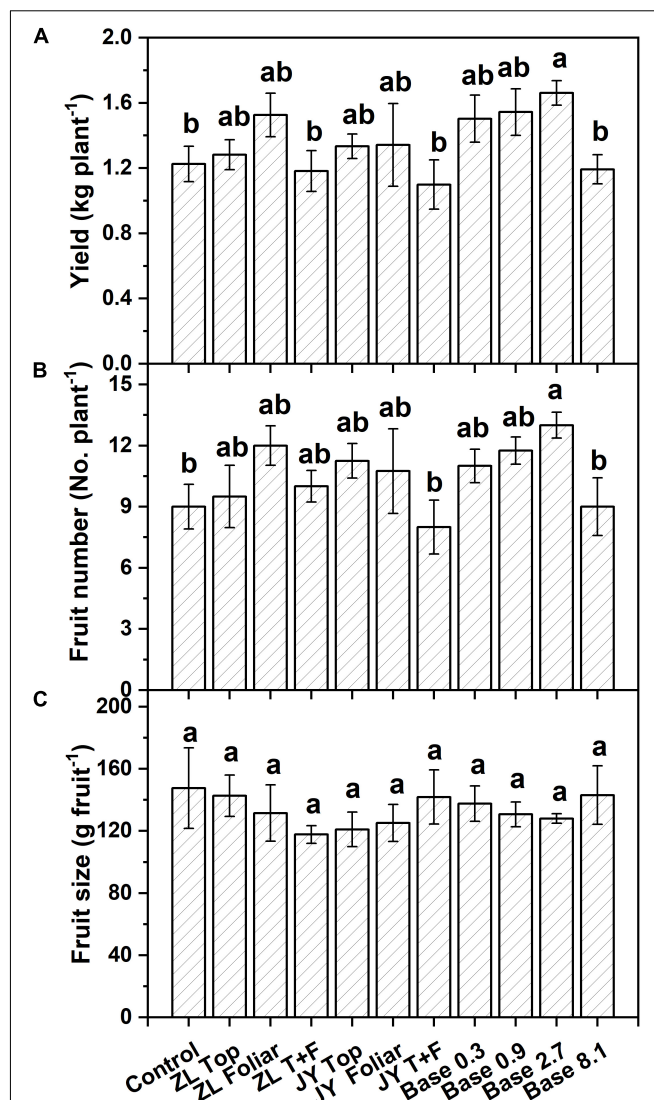 A
Yield (kg plant⁻¹)
2.0
1.6
1.2
0.8
0.4
0.0
b
ab
ab
b
ab
ab
b
ab
ab
a
b
B
Fruit number (No. plant⁻¹)
15
12
9
6
3
0
b
ab
ab
ab
ab
ab
b
ab
ab
a
b
C
Fruit size (g fruit⁻¹)
200
160
120
80
40
0
a
a
a
a
a
a
a
a
a
a
a
Control
ZL Top
ZL Foliar
ZL T+F
JY Top
JY Foliar
JY T+F
Base 0.3
Base 0.9
Base 2.7
Base 8.1